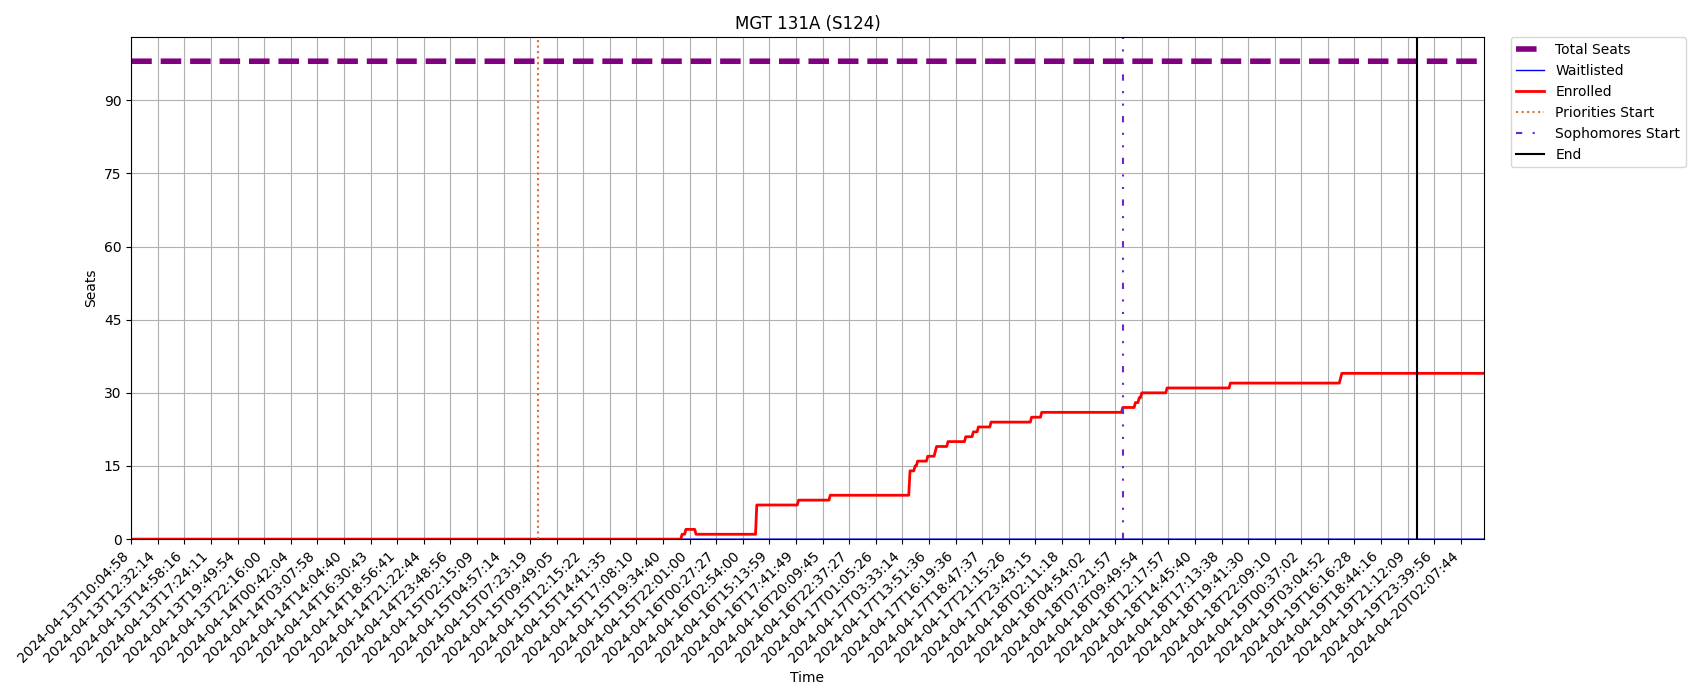 MGT 131A (S124)
Total Seats
Waitlisted
Enrolled
Priorities Start
Sophomores Start
End
Seats
90
75
60
45
30
15
0
2024-04-13T10:04:58
2024-04-13T12:32:14
2024-04-13T14:58:16
2024-04-13T17:24:11
2024-04-13T19:49:54
2024-04-13T22:16:00
2024-04-14T00:42:04
2024-04-14T03:07:58
2024-04-14T14:04:40
2024-04-14T16:30:43
2024-04-14T18:56:41
2024-04-14T21:22:44
2024-04-14T23:48:56
2024-04-15T02:15:09
2024-04-15T04:57:14
2024-04-15T07:23:19
2024-04-15T09:49:05
2024-04-15T12:15:22
2024-04-15T14:41:35
2024-04-15T17:08:10
2024-04-15T19:34:40
2024-04-15T22:01:00
2024-04-16T00:27:27
2024-04-16T02:54:00
2024-04-16T15:13:59
2024-04-16T17:41:49
2024-04-16T20:09:45
2024-04-16T22:37:27
2024-04-17T01:05:26
2024-04-17T03:33:14
2024-04-17T13:51:36
2024-04-17T16:19:36
2024-04-17T18:47:37
2024-04-17T21:15:26
2024-04-17T23:43:15
2024-04-18T02:11:18
2024-04-18T04:54:02
2024-04-18T07:21:57
2024-04-18T09:49:54
2024-04-18T12:17:57
2024-04-18T14:45:40
2024-04-18T17:13:38
2024-04-18T19:41:30
2024-04-18T22:09:10
2024-04-19T00:37:02
2024-04-19T03:04:52
2024-04-19T16:16:28
2024-04-19T18:44:16
2024-04-19T21:12:09
2024-04-19T23:39:56
2024-04-20T02:07:44
Time